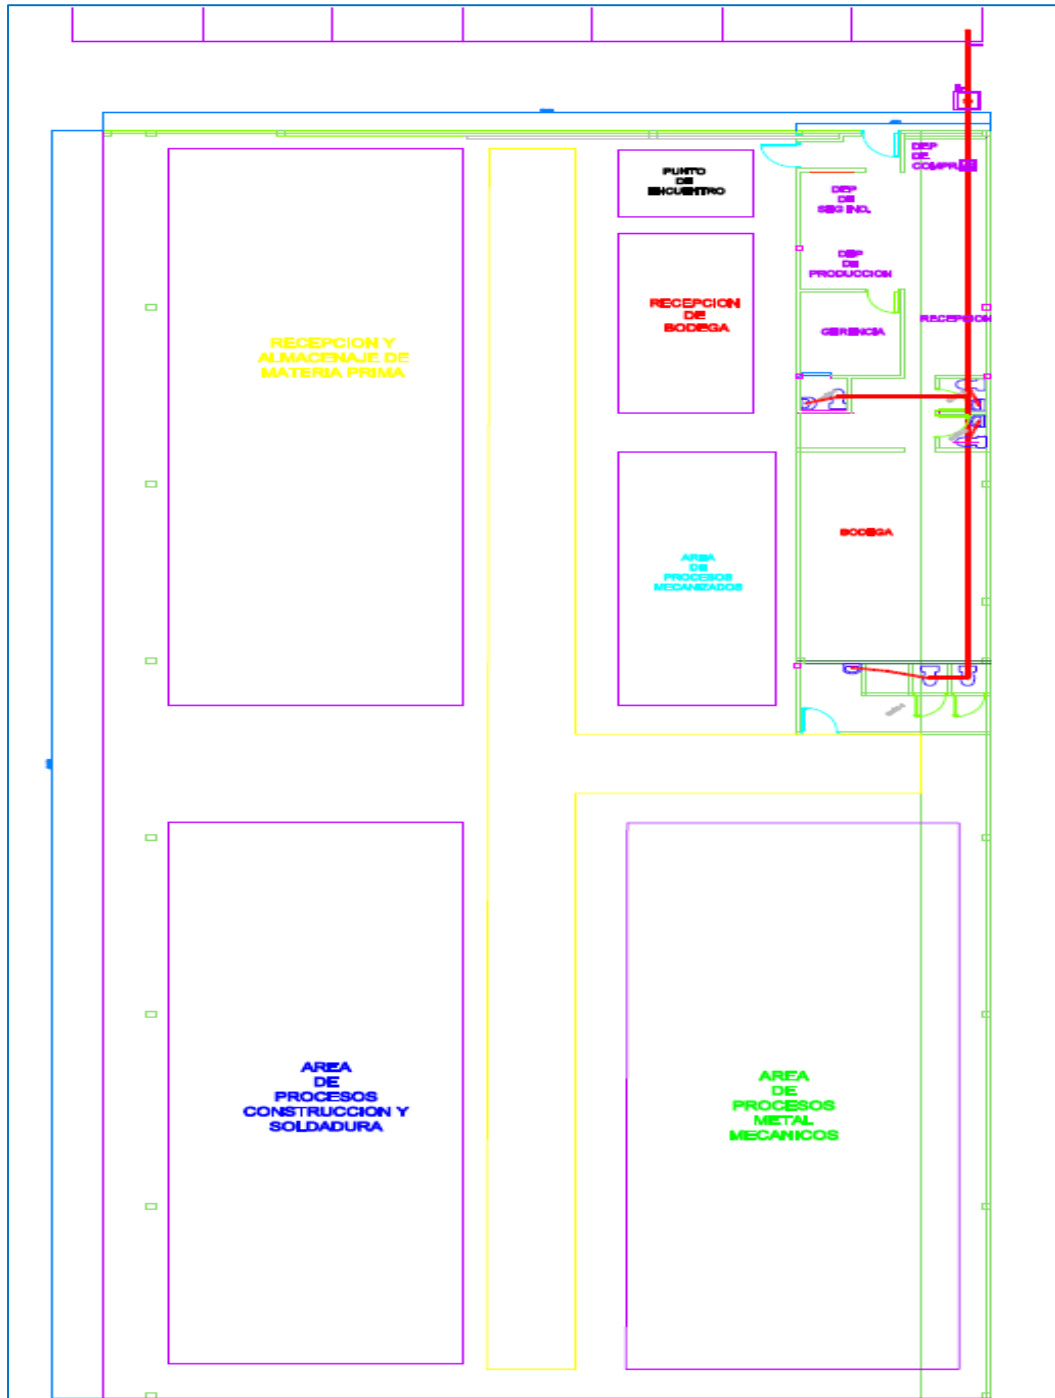 DEP
DE
PUNTO
DE
ENCUENTRO
DEP
DE
SEG IND.
DEP
DE
PRODUCCION
RECEPCION
DE
BODEGA
GERENCIA
RECEPCION
RECEPCION Y
ALMACENAJE DE
MATERIA PRIMA
BODEGA
AREA
DE
PROCESOS
MECANIZADOS
AREA
DE
PROCESOS
CONSTRUCCION Y
SOLDADURA
AREA
DE
PROCESOS
METAL
MECANICOS